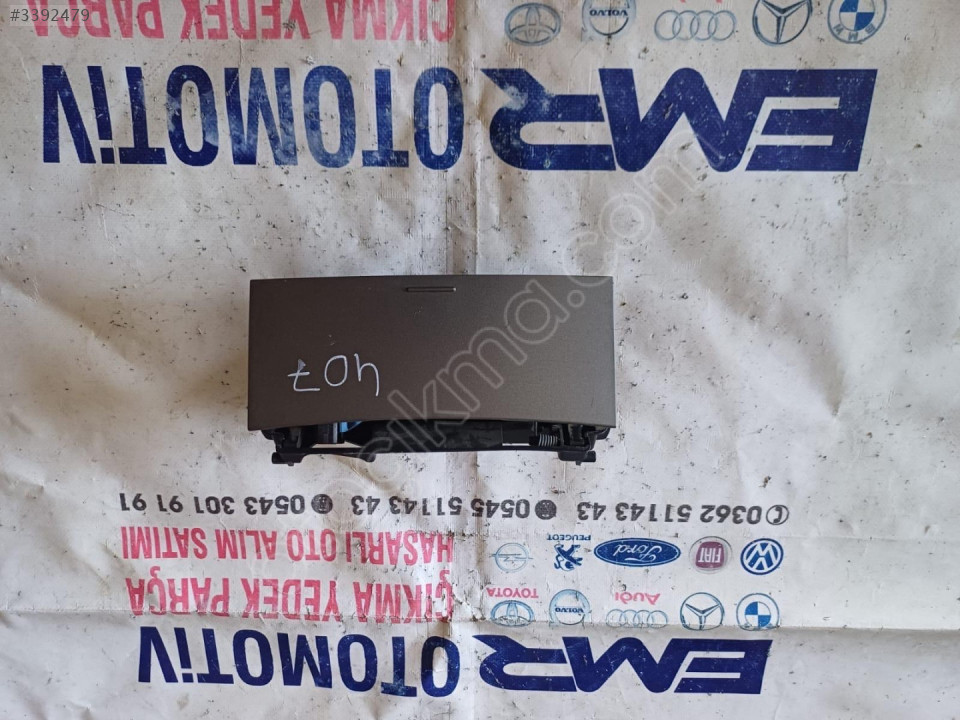 #3392479
ÇIKMA YEDEK PARÇA
EMR OTOMOTİV
407
0362 511 43 43 0545 511 43 43 0543 301 91 91
HASARLI OTO ALIM SATIMI
PEUGEOT Ford FIAT
ÇIKMA YEDEK PARÇA
TOYOTA VOLVO Audi
EMR OTOMOTİV
cikma.com